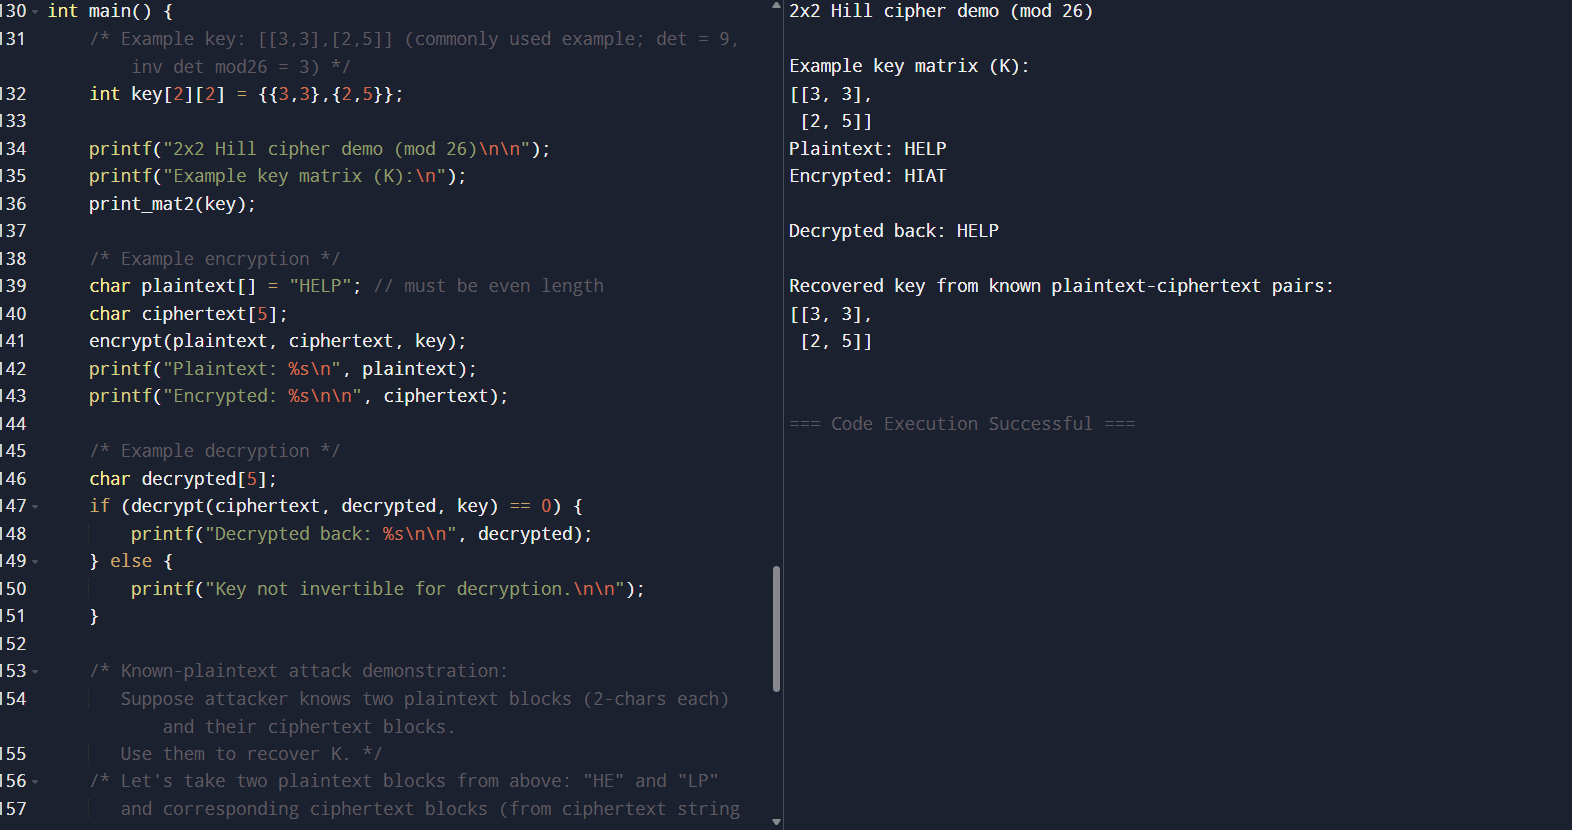 130 int main() {
131 /* Example key: [[3,3],[2,5]] (commonly used example; det = 9,
inv det mod26 = 3) */
132 int key[2][2] = {{3,3},{2,5}};
133
134 printf("2x2 Hill cipher demo (mod 26)\n\n");
135 printf("Example key matrix (K):\n");
136 print_mat2(key);
137
138 /* Example encryption */
139 char plaintext[] = "HELP"; // must be even length
140 char ciphertext[5];
141 encrypt(plaintext, ciphertext, key);
142 printf("Plaintext: %s\n", plaintext);
143 printf("Encrypted: %s\n\n", ciphertext);
144
145 /* Example decryption */
146 char decrypted[5];
147 if (decrypt(ciphertext, decrypted, key) == 0) {
148 printf("Decrypted back: %s\n\n", decrypted);
149 } else {
150 printf("Key not invertible for decryption.\n\n");
151 }
152
153 /* Known-plaintext attack demonstration:
154 Suppose attacker knows two plaintext blocks (2-chars each)
and their ciphertext blocks.
155 Use them to recover K. */
156 /* Let's take two plaintext blocks from above: "HE" and "LP"
157 and corresponding ciphertext blocks (from ciphertext string
2x2 Hill cipher demo (mod 26)
Example key matrix (K):
[[3, 3],
[2, 5]]
Plaintext: HELP
Encrypted: HIAT
Decrypted back: HELP
Recovered key from known plaintext-ciphertext pairs:
[[3, 3],
[2, 5]]
=== Code Execution Successful ===